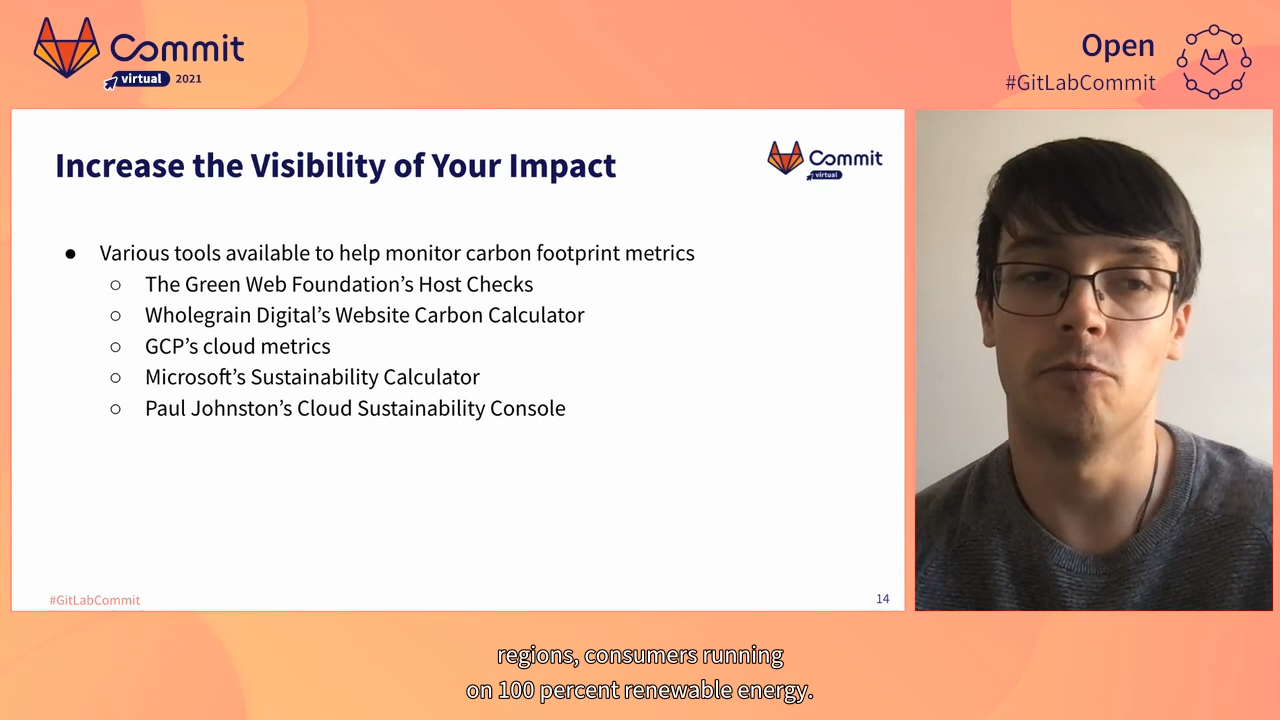 Commit
virtual 2021
Open
#GitLabCommit
Increase the Visibility of Your Impact
Commit
virtual
● Various tools available to help monitor carbon footprint metrics
○ The Green Web Foundation’s Host Checks
○ Wholegrain Digital’s Website Carbon Calculator
○ GCP’s cloud metrics
○ Microsoft’s Sustainability Calculator
○ Paul Johnston’s Cloud Sustainability Console
#GitLabCommit
14
regions, consumers running
on 100 percent renewable energy.